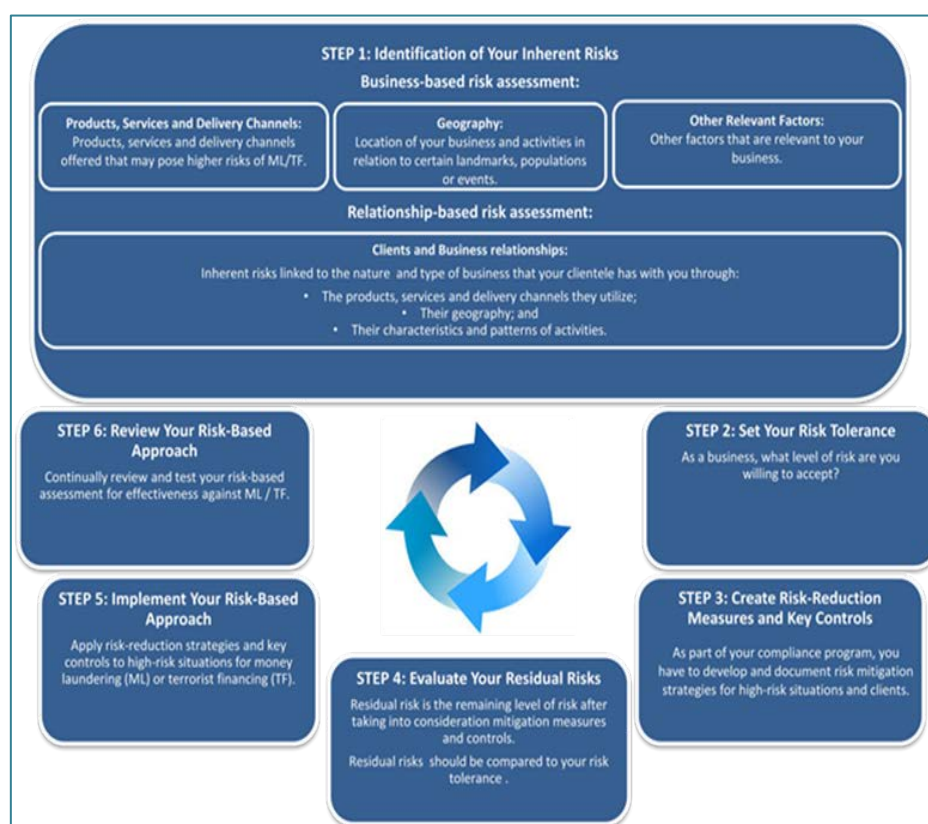 STEP 1: Identification of Your Inherent Risks
Business-based risk assessment:
Products, Services and Delivery Channels:
Products, services and delivery channels
offered that may pose higher risks of ML/TF.
Geography:
Location of your business and activities in
relation to certain landmarks, populations
or events.
Other Relevant Factors:
Other factors that are relevant to your
business.
Relationship-based risk assessment:
Clients and Business relationships:
Inherent risks linked to the nature and type of business that your clientele has with you through:
• The products, services and delivery channels they utilize;
• Their geography; and
• Their characteristics and patterns of activities.
STEP 2: Set Your Risk Tolerance
As a business, what level of risk are you
willing to accept?
STEP 3: Create Risk-Reduction
Measures and Key Controls
As part of your compliance program, you
have to develop and document risk mitigation
strategies for high-risk situations and clients.
STEP 4: Evaluate Your Residual Risks
Residual risk is the remaining level of risk after
taking into consideration mitigation measures
and controls.
Residual risks should be compared to your risk
tolerance .
STEP 5: Implement Your Risk-Based
Approach
Apply risk-reduction strategies and key
controls to high-risk situations for money
laundering (ML) or terrorist financing (TF).
STEP 6: Review Your Risk-Based
Approach
Continually review and test your risk-based
assessment for effectiveness against ML / TF.